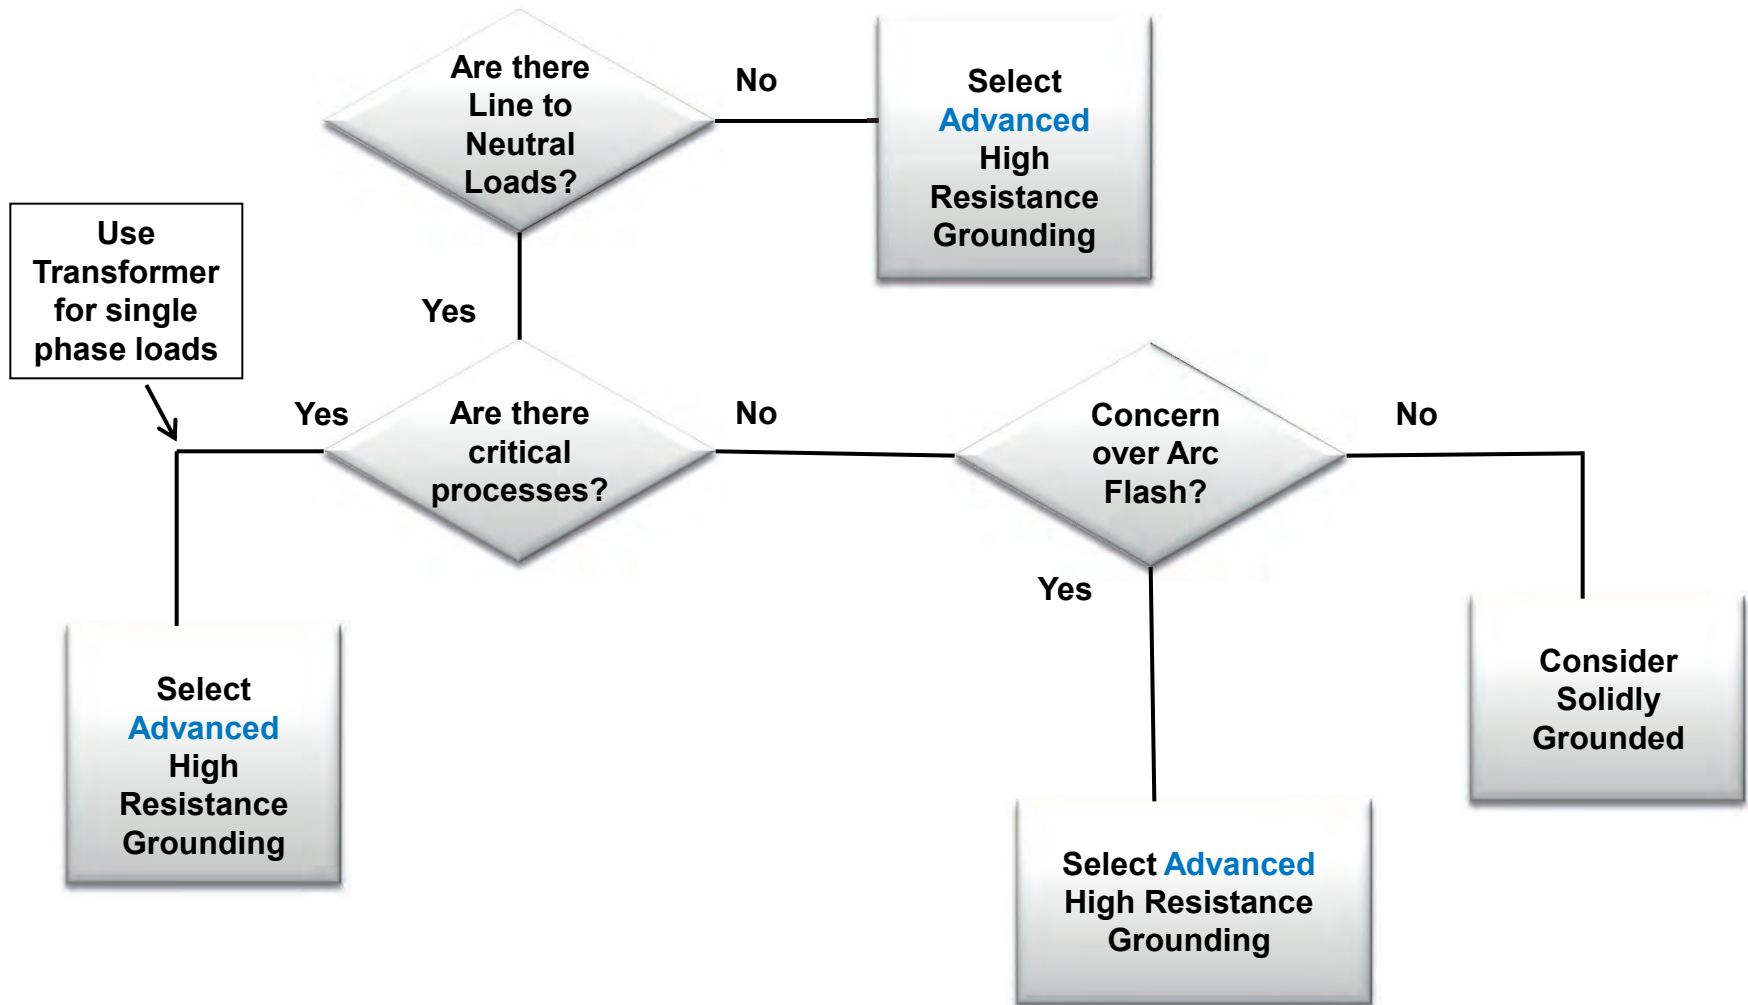 Are there
Line to
Neutral
Loads?
No
Select
Advanced
High
Resistance
Grounding
Use
Transformer
for single
phase loads
Yes
Yes
Are there
critical
processes?
No
Concern
over Arc
Flash?
No
Yes
Select
Advanced
High
Resistance
Grounding
Select Advanced
High Resistance
Grounding
Consider
Solidly
Grounded